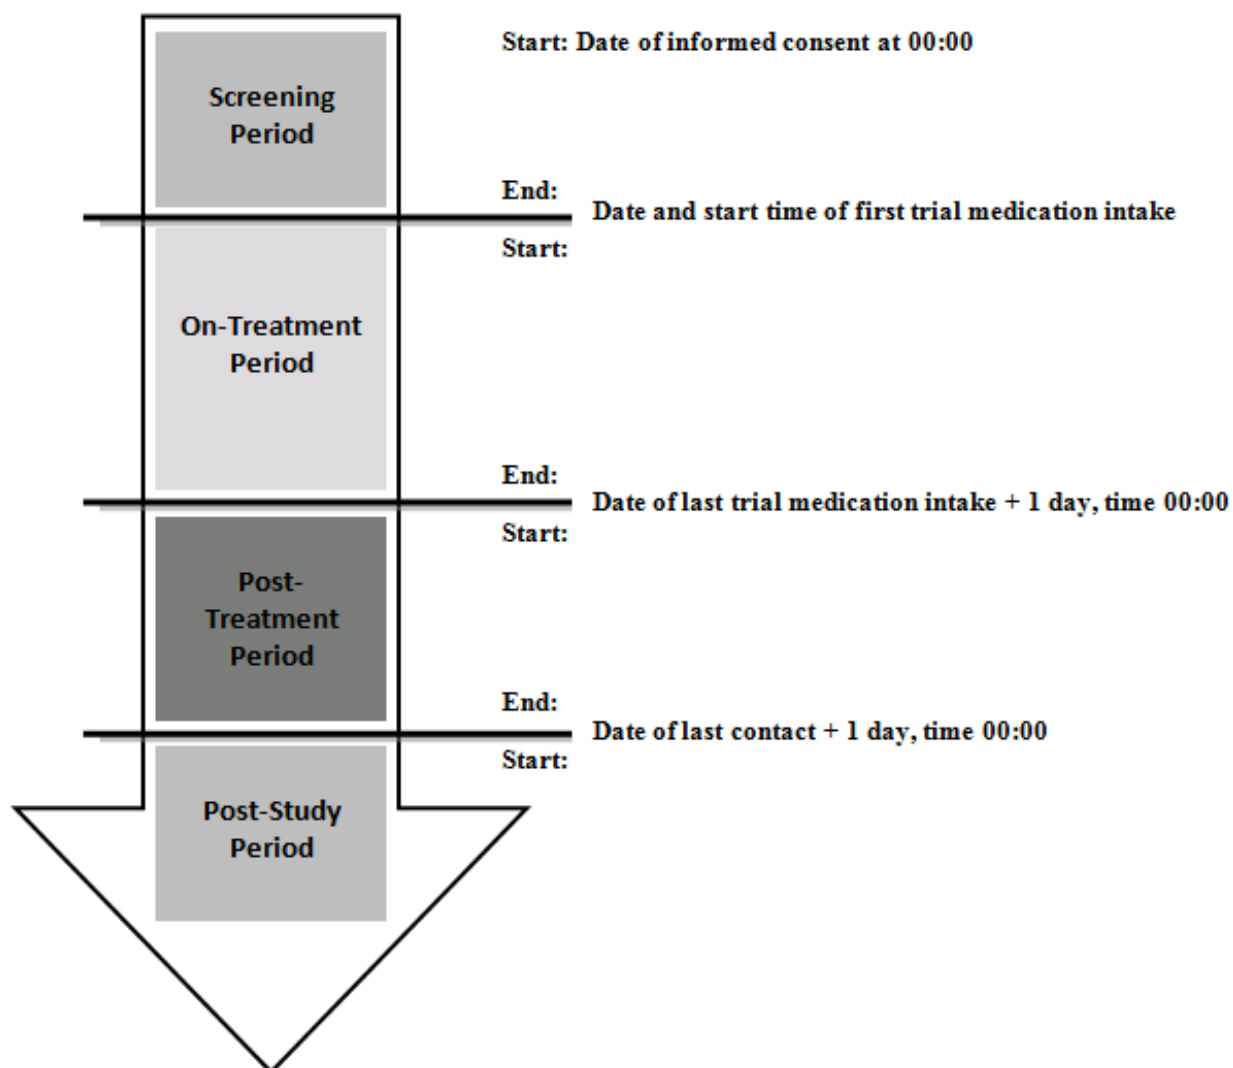 Start: Date of informed consent at 00:00
Screening
Period
End:
Date and start time of first trial medication intake
Start:
On-Treatment
Period
End:
Date of last trial medication intake + 1 day, time 00:00
Start:
Post-
Treatment
Period
End:
Date of last contact + 1 day, time 00:00
Start:
Post-Study
Period